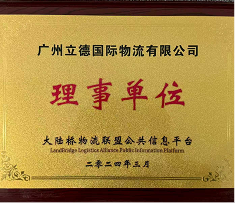 广州立德国际物流有限公司
理事单位
大陆桥物流联盟公共信息平台
Landbridge Logistics Alliance Public Information Platform
二零二四年三月